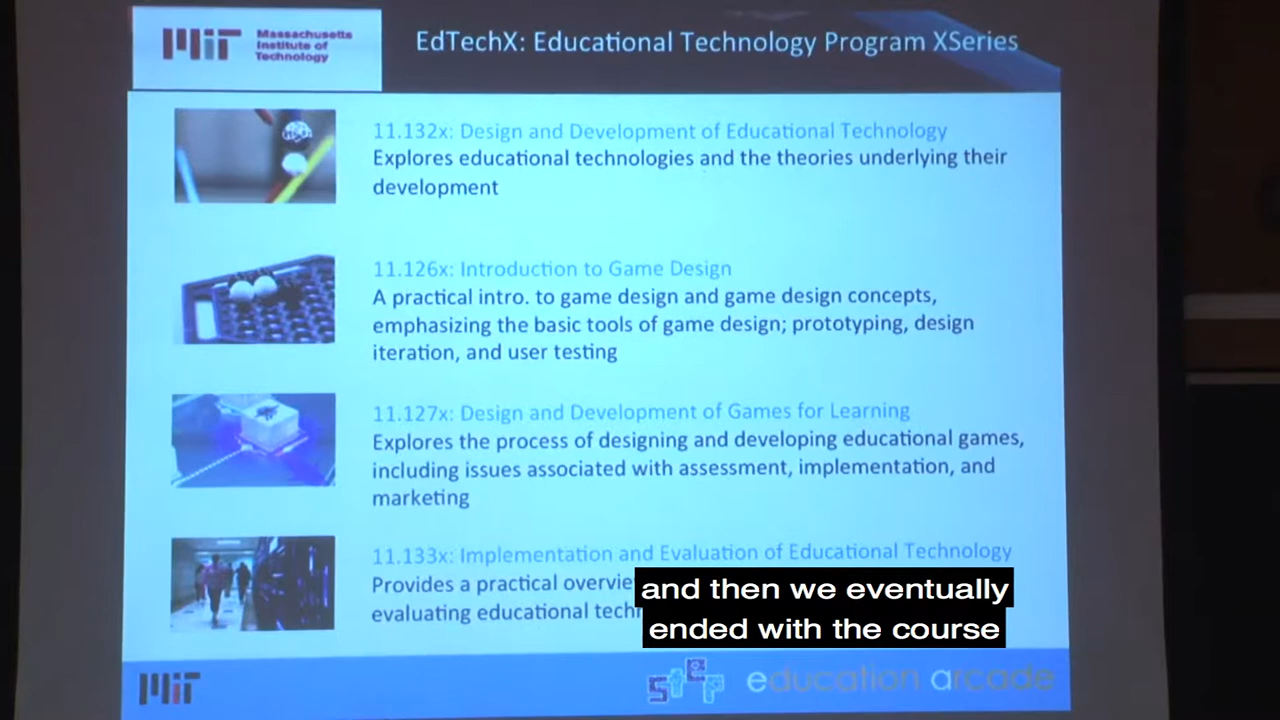 MIT
Massachusetts
Institute of
Technology
EdTechX: Educational Technology Program XSeries
11.132x: Design and Development of Educational Technology
Explores educational technologies and the theories underlying their
development
11.126x: Introduction to Game Design
A practical intro. to game design and game design concepts,
emphasizing the basic tools of game design; prototyping, design
iteration, and user testing
11.127x: Design and Development of Games for Learning
Explores the process of designing and developing educational games,
including issues associated with assessment, implementation, and
marketing
11.133x: Implementation and Evaluation of Educational Technology
Provides a practical
evaluating educational
and then we eventually
ended with the course
MIT
step
education arcade